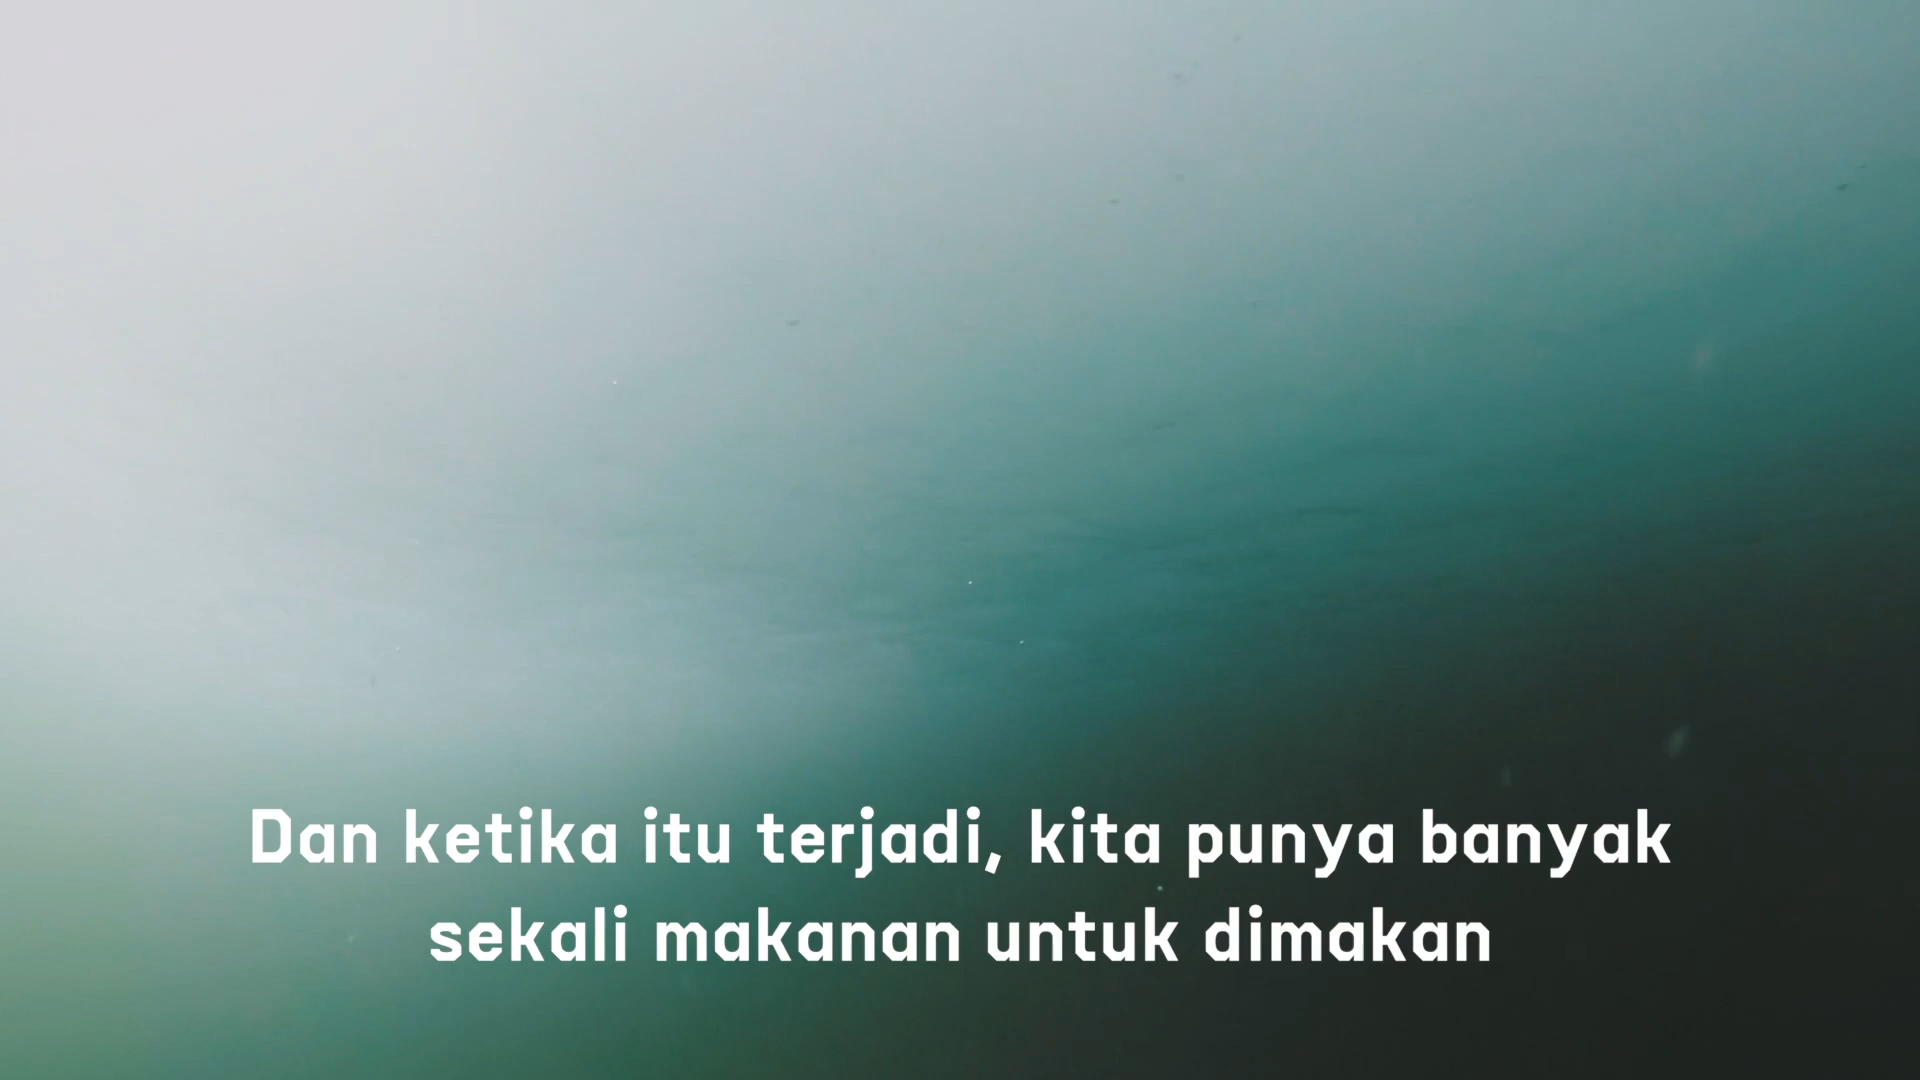 Dan ketika itu terjadi, kita punya banyak
sekali makanan untuk dimakan